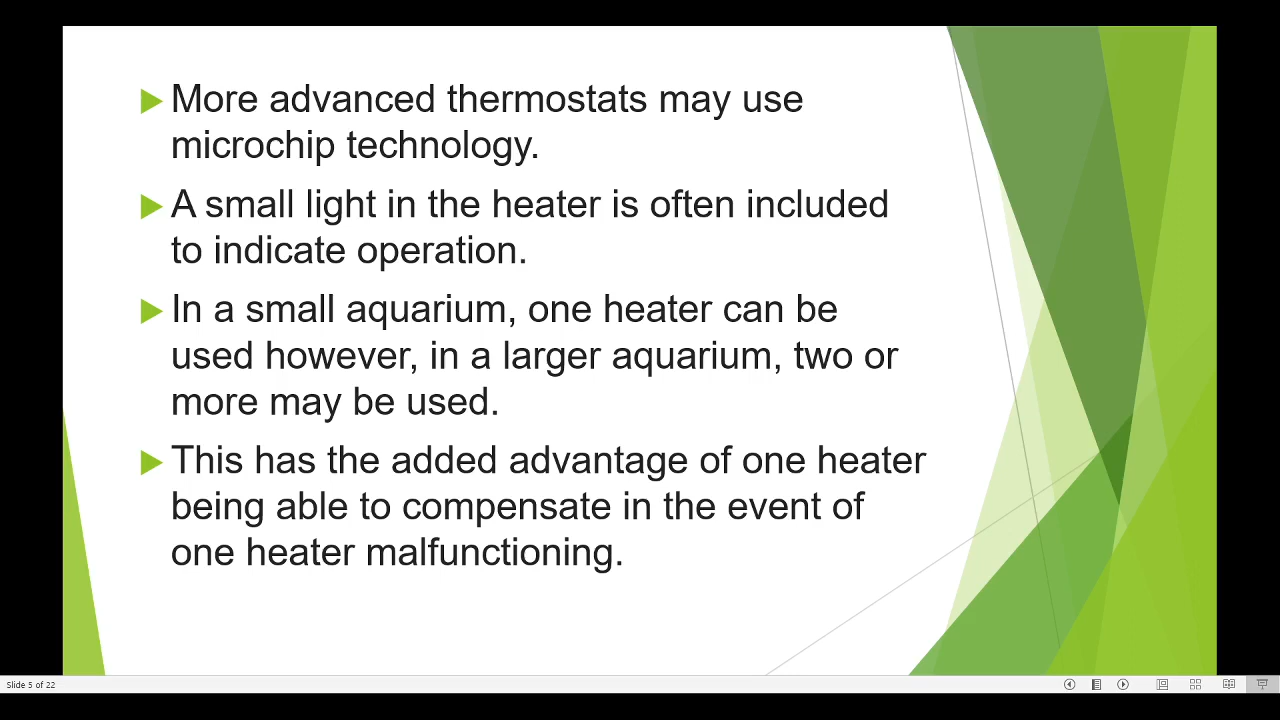 More advanced thermostats may use
microchip technology.
A small light in the heater is often included
to indicate operation.
In a small aquarium, one heater can be
used however, in a larger aquarium, two or
more may be used.
This has the added advantage of one heater
being able to compensate in the event of
one heater malfunctioning.
Slide 5 of 22